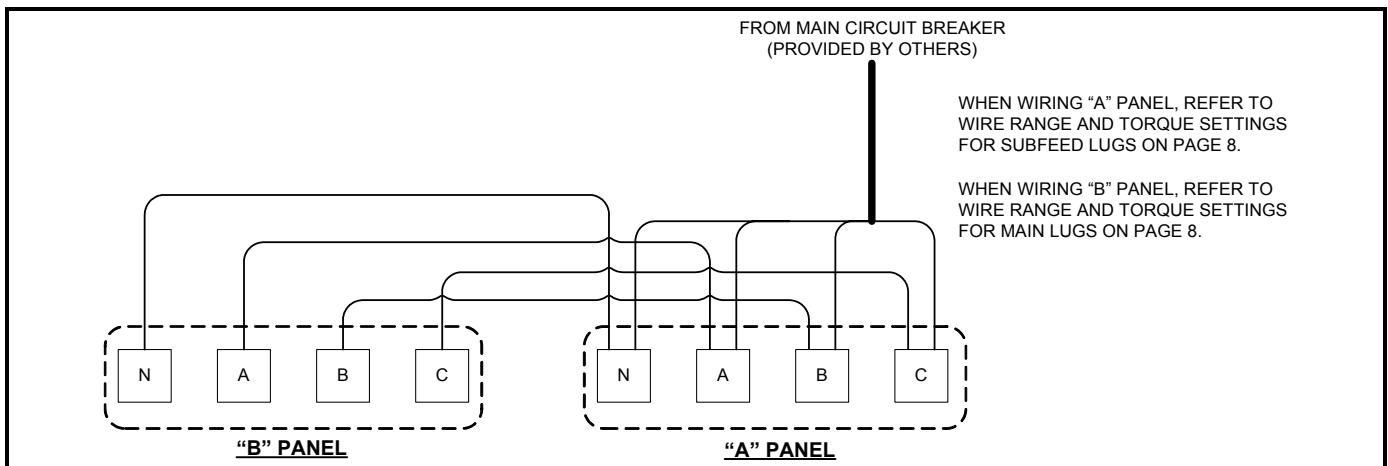 FROM MAIN CIRCUIT BREAKER
(PROVIDED BY OTHERS)
WHEN WIRING “A” PANEL, REFER TO
WIRE RANGE AND TORQUE SETTINGS
FOR SUBFEED LUGS ON PAGE 8.
WHEN WIRING “B” PANEL, REFER TO
WIRE RANGE AND TORQUE SETTINGS
FOR MAIN LUGS ON PAGE 8.
N A B C
N A B C
“B” PANEL
“A” PANEL